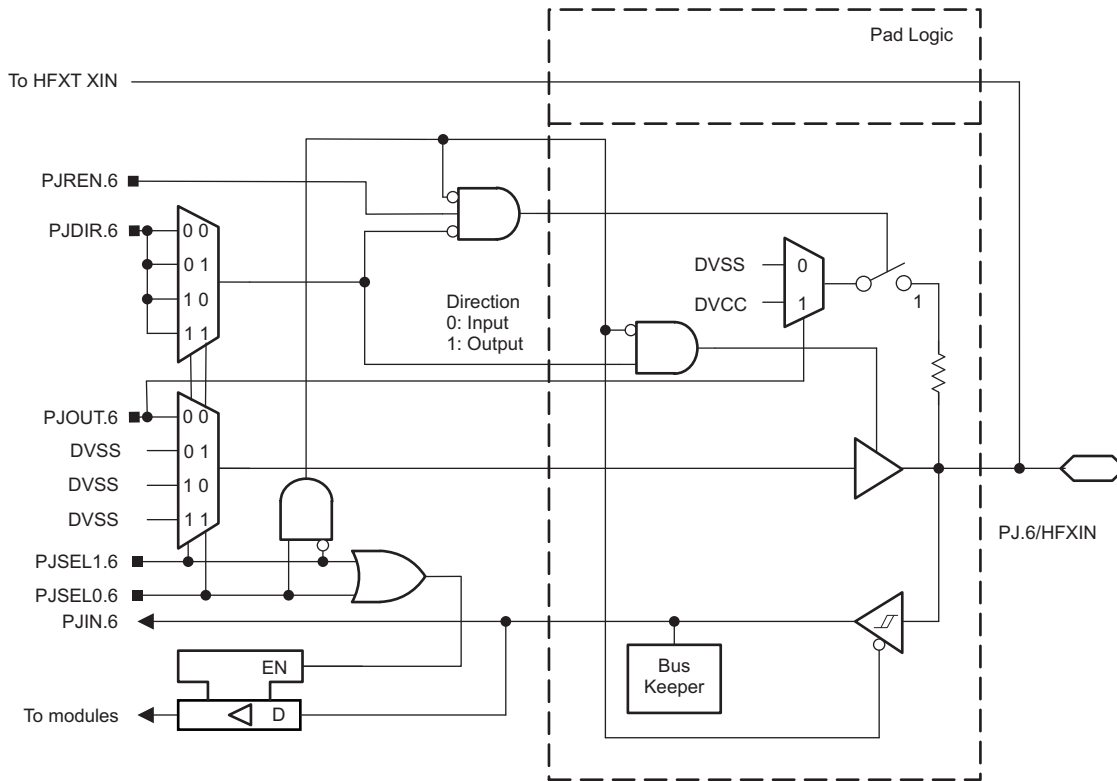 Pad Logic
To HFXT XIN
PJREN.6
PJDIR.6
0 0
0 1
1 0
1 1
Direction
0: Input
1: Output
DVSS
0
DVCC
1
1
PJOUT.6
0 0
DVSS
0 1
DVSS
1 0
DVSS
1 1
PJ.6/HFXIN
PJSEL1.6
PJSEL0.6
PJIN.6
EN
Bus
Keeper
To modules
D